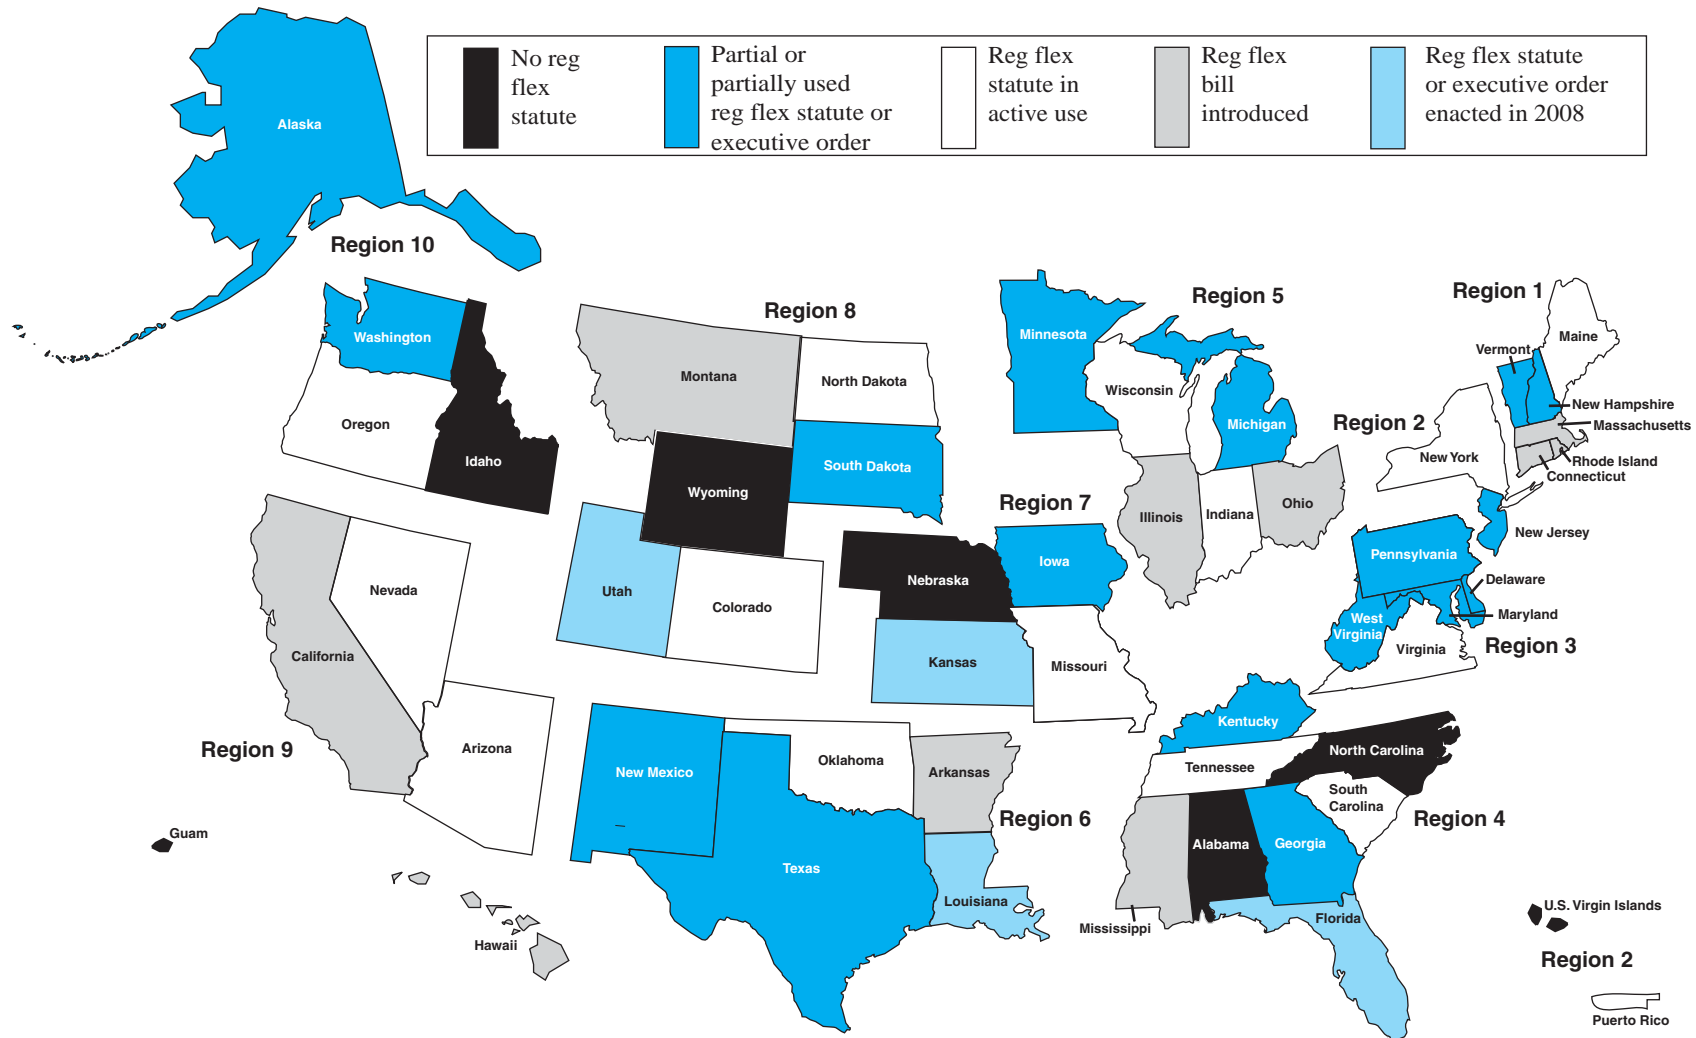 No reg
flex
statute
Partial or
partially used
reg flex statute or
executive order
Reg flex
statute in
active use
Reg flex
bill
introduced
Reg flex statute
or executive order
enacted in 2008
Alaska
Region 10
Washington
Oregon
Idaho
Region 8
Montana
North Dakota
South Dakota
Wyoming
Utah
Colorado
Region 5
Minnesota
Wisconsin
Michigan
Illinois
Indiana
Ohio
Region 1
Maine
Vermont
New Hampshire
Massachusetts
Rhode Island
Connecticut
Region 2
New York
New Jersey
Region 7
Iowa
Nebraska
Kansas
Missouri
Pennsylvania
Delaware
Maryland
West
Virginia
Virginia
Region 3
Nevada
California
Arizona
Region 9
Guam
Hawaii
New Mexico
Oklahoma
Arkansas
Texas
Louisiana
Region 6
Kentucky
Tennessee
North Carolina
South
Carolina
Region 4
Mississippi
Alabama
Georgia
Florida
U.S. Virgin Islands
Region 2
Puerto Rico